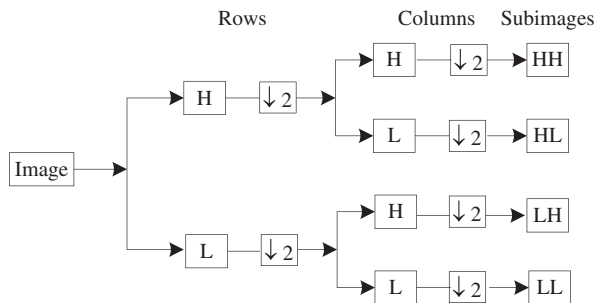 Rows Columns Subimages
H ↓ 2 HH
H ↓ 2
L ↓ 2 HL
Image
H ↓ 2 LH
L ↓ 2
L ↓ 2 LL